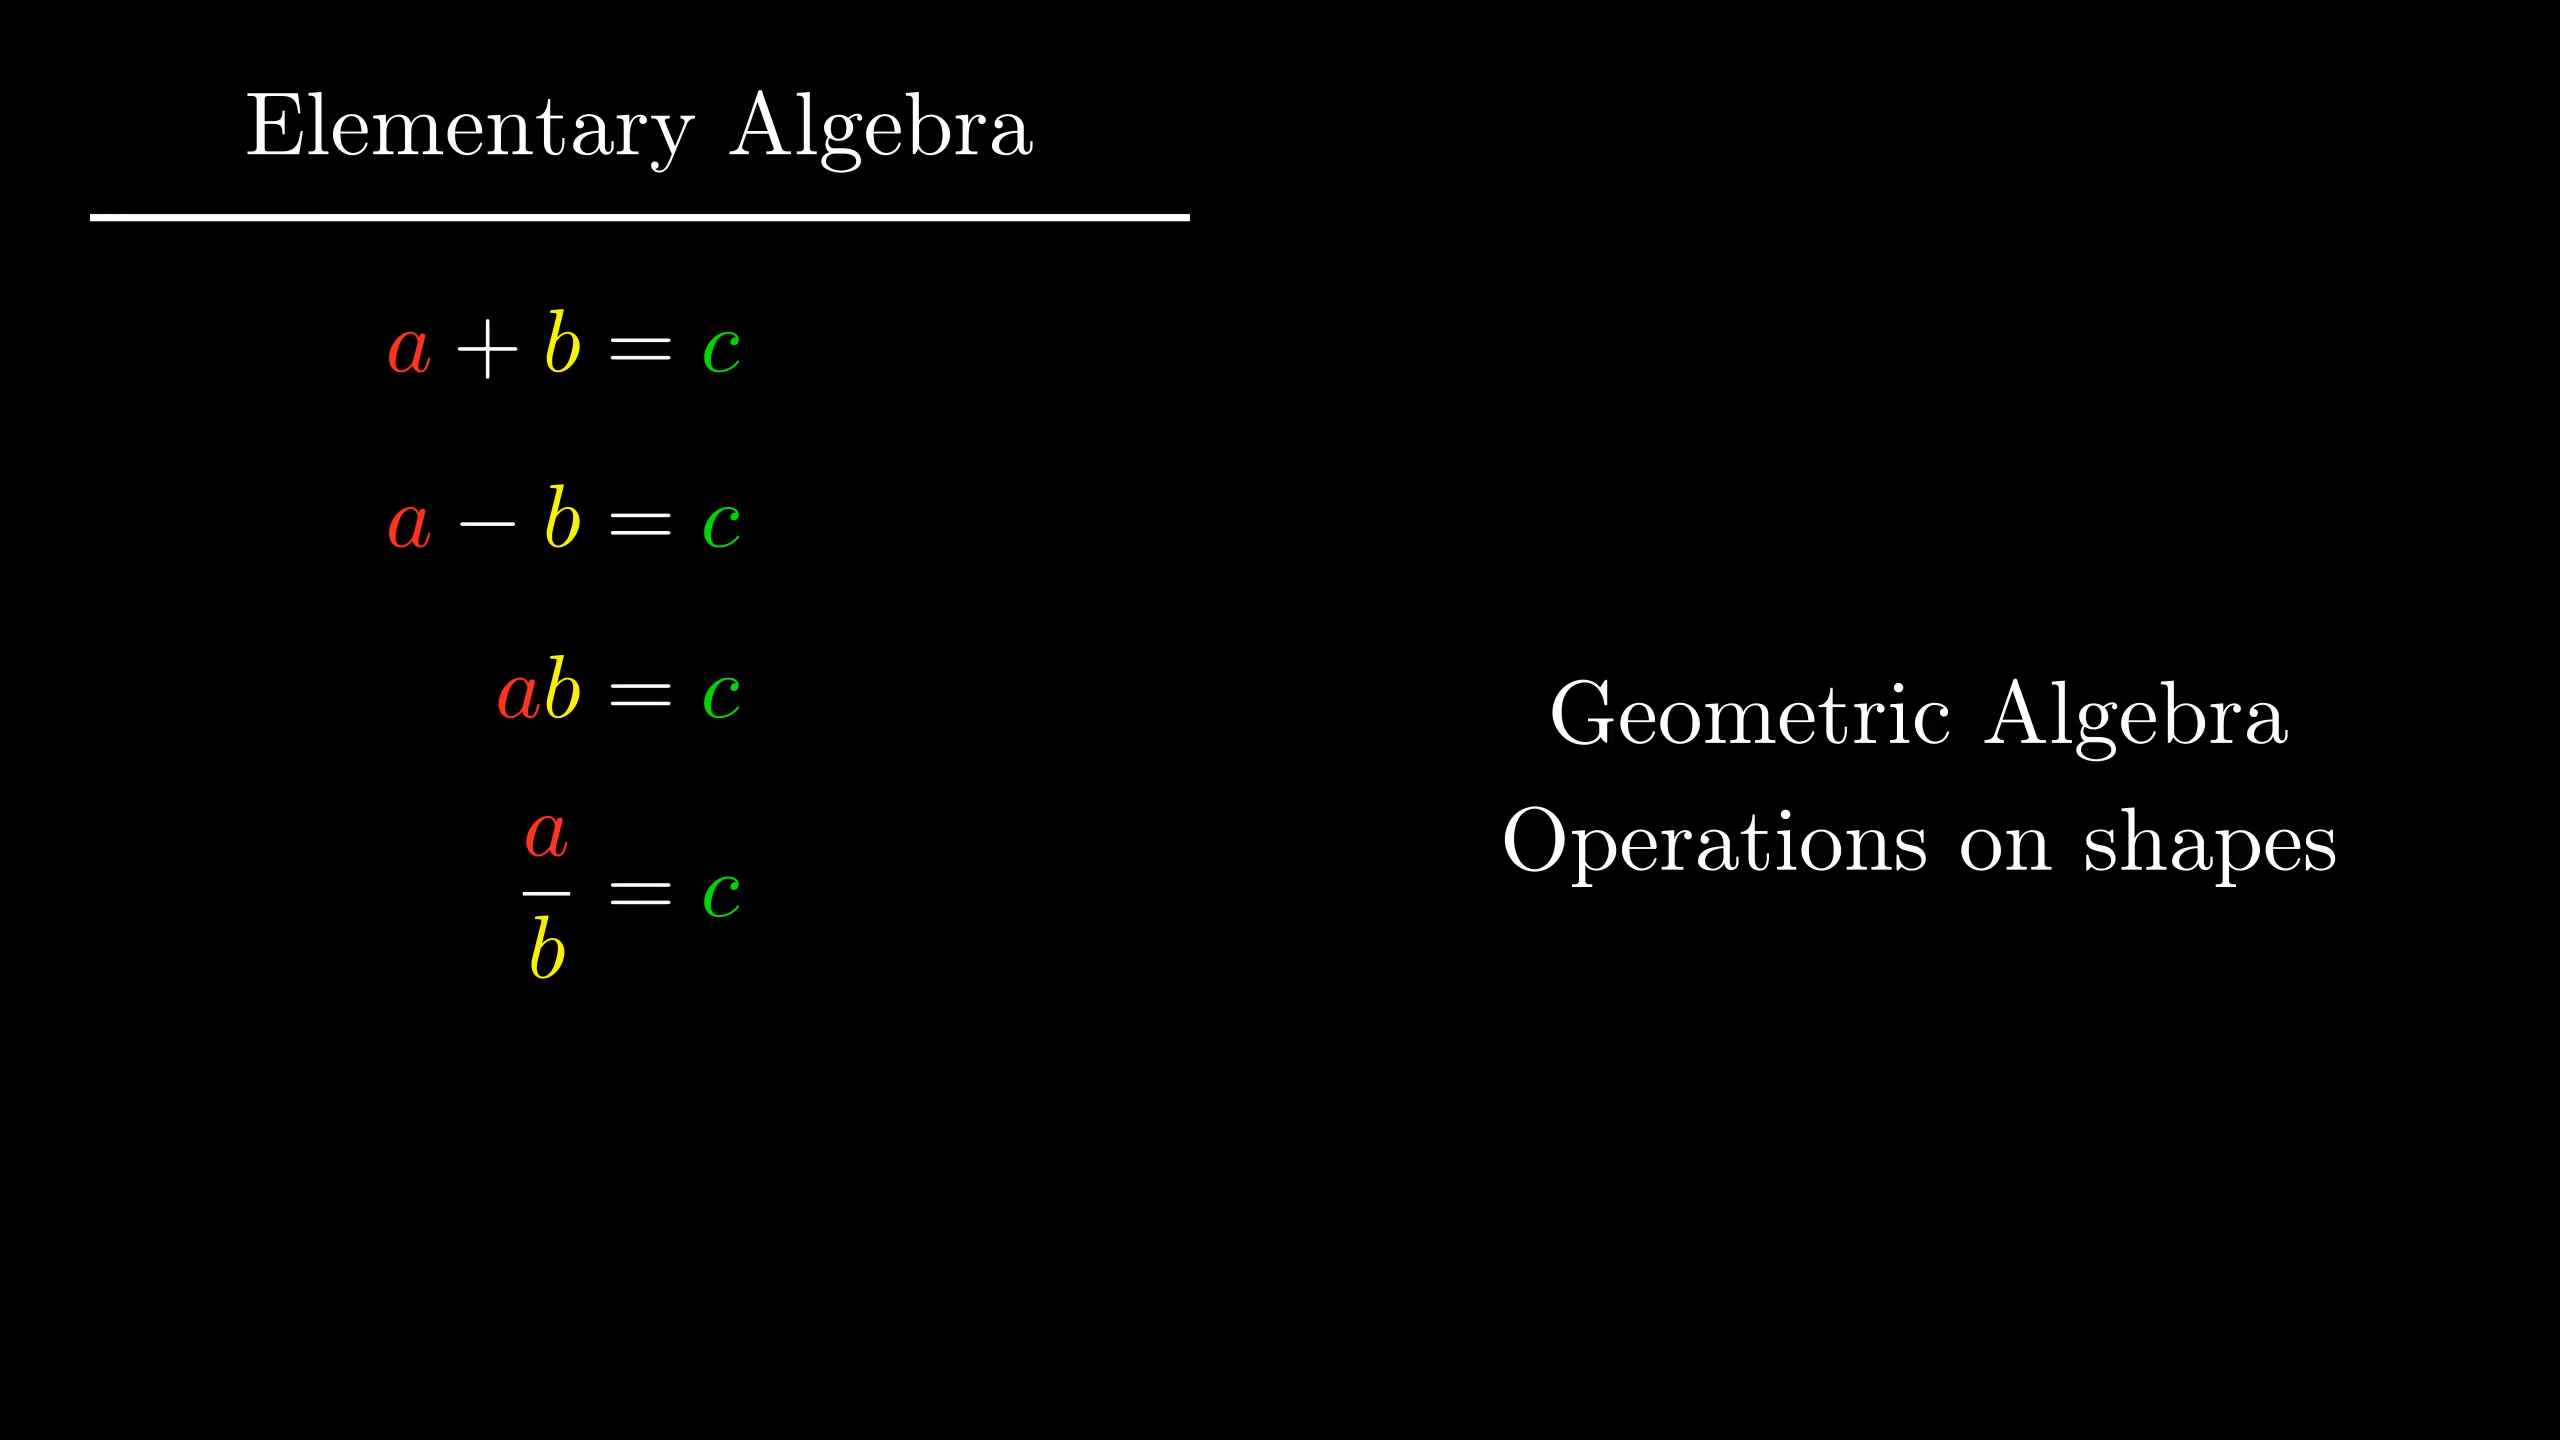 Elementary Algebra
a + b = c
a − b = c
ab = c
a/b = c
Geometric Algebra
Operations on shapes